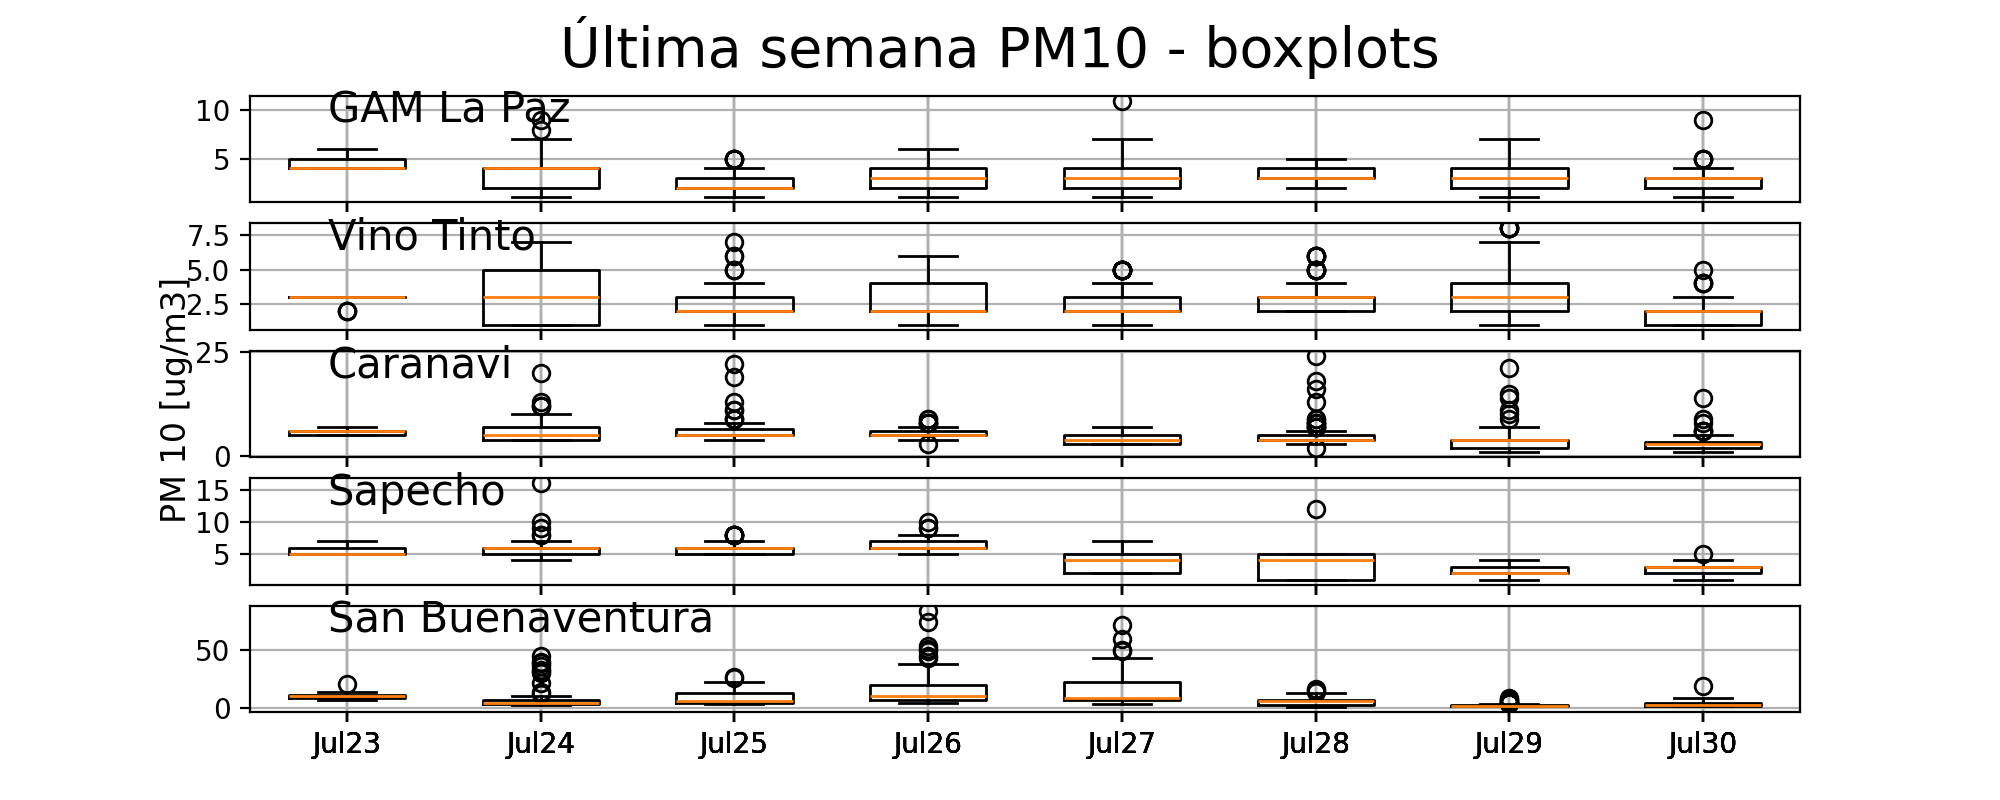 Última semana PM10 - boxplots
PM 10 [ug/m3]
GAM La Paz
10
5
Vino Tinto
7.5
5.0
2.5
Caranavi
25
0
Sapecho
15
10
5
San Buenaventura
50
0
Jul23 Jul24 Jul25 Jul26 Jul27 Jul28 Jul29 Jul30